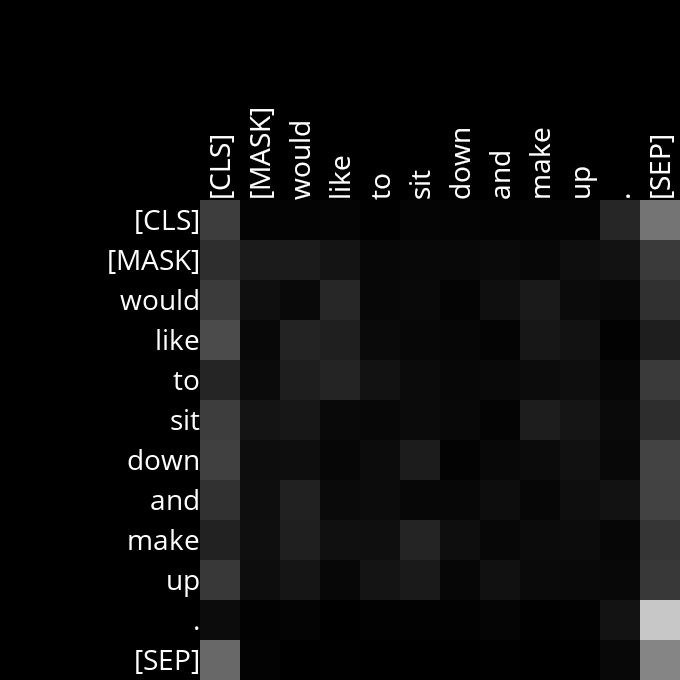 [CLS] [MASK] would like to sit down and make up . [SEP]
[CLS]
[MASK]
would
like
to
sit
down
and
make
up
.
[SEP]